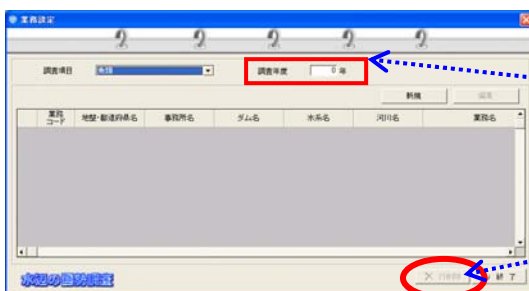 業務設定
調査項目 魚類 調査年度 0 年
新規 編集
業務コード 地整・都道府県名 事務所名 ダム名 水系名 河川名 業務名
水辺の国勢調査 行削除 終了